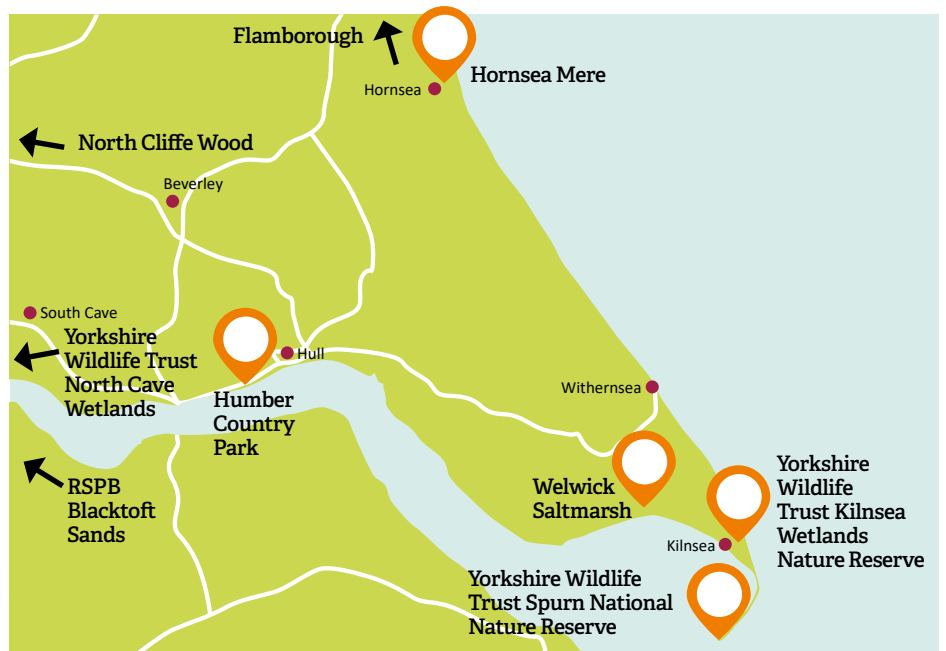 Flamborough
Hornsea
Hornsea Mere
North Cliffe Wood
Beverley
South Cave
Yorkshire
Wildlife Trust
North Cave
Wetlands
Hull
Humber
Country
Park
RSPB
Blacktoft
Sands
Withernsea
Welwick
Saltmarsh
Yorkshire
Wildlife
Trust Kilnsea
Wetlands
Nature Reserve
Kilnsea
Yorkshire Wildlife
Trust Spurn National
Nature Reserve